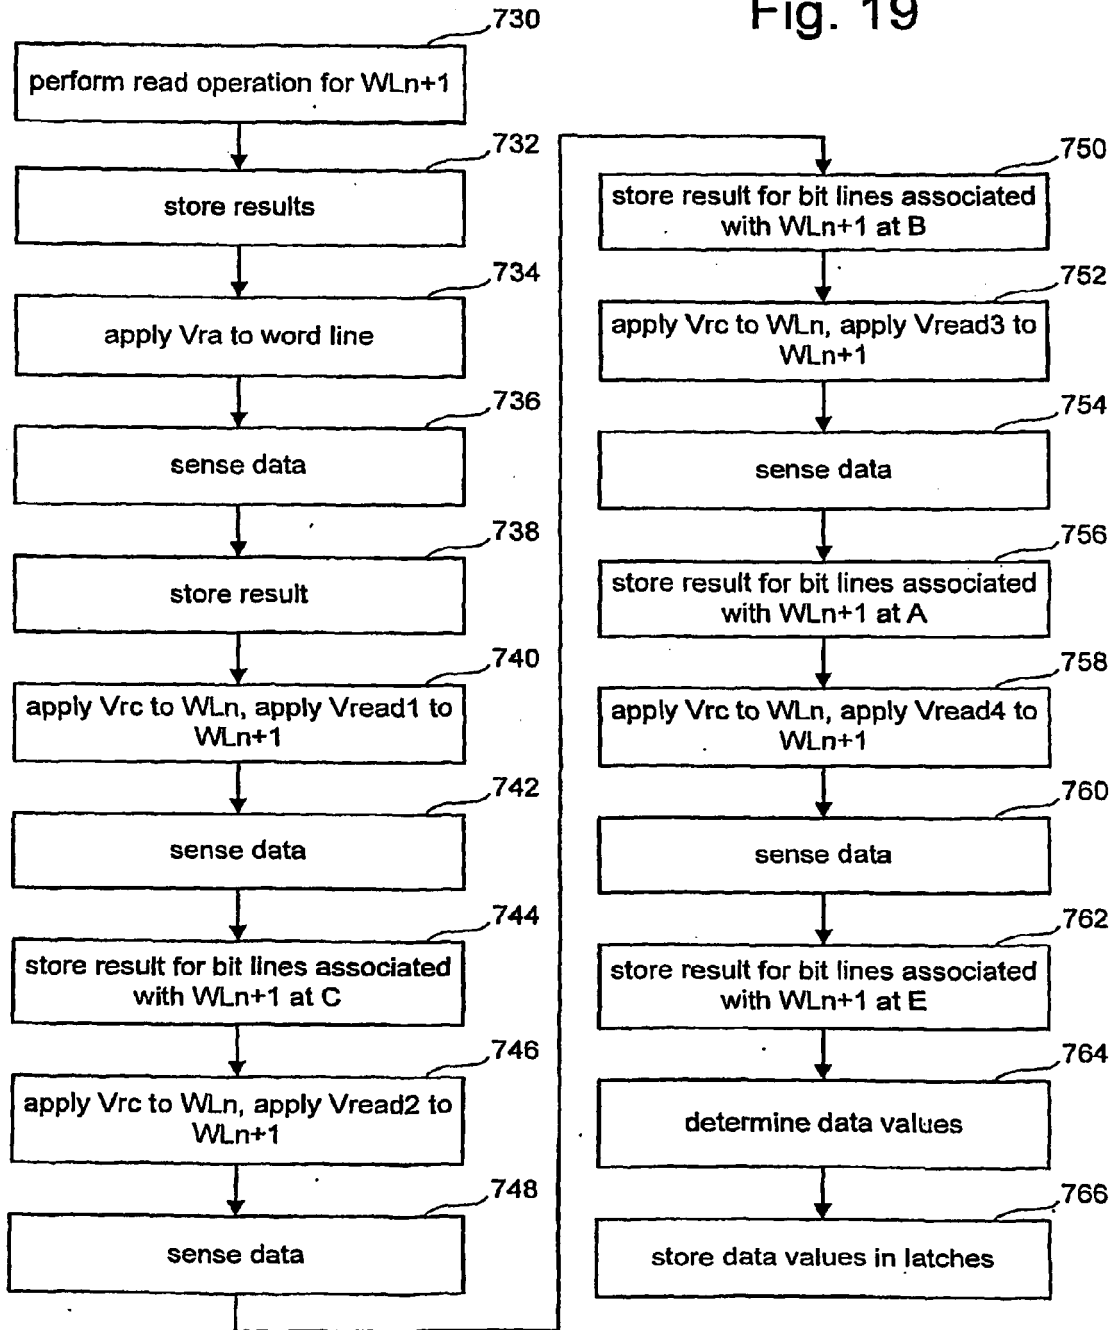 Fig. 19
730
perform read operation for WLn+1
732
store results
734
apply Vra to word line
736
sense data
738
store result
740
apply Vrc to WLn, apply Vread1 to
WLn+1
742
sense data
744
store result for bit lines associated
with WLn+1 at C
746
apply Vrc to WLn, apply Vread2 to
WLn+1
748
sense data
750
store result for bit lines associated
with WLn+1 at B
752
apply Vrc to WLn, apply Vread3 to
WLn+1
754
sense data
756
store result for bit lines associated
with WLn+1 at A
758
apply Vrc to WLn, apply Vread4 to
WLn+1
760
sense data
762
store result for bit lines associated
with WLn+1 at E
764
determine data values
766
store data values in latches